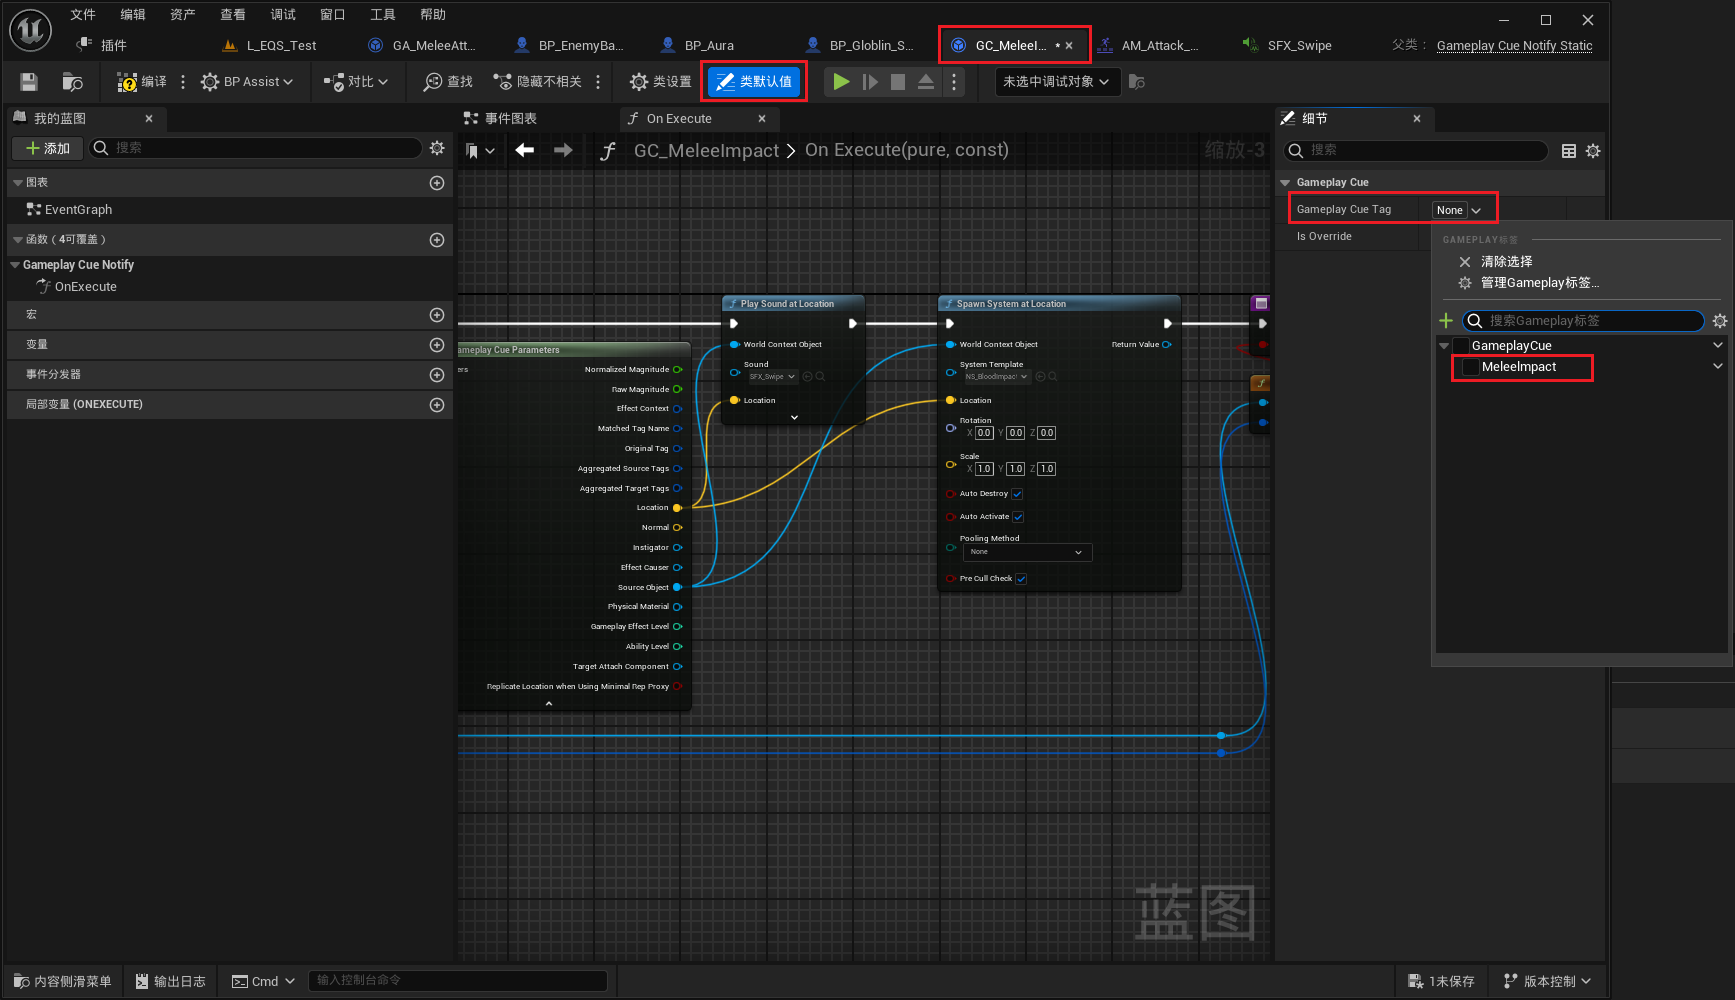 文件 编辑 资产 查看 调试 窗口 工具 帮助
插件 L_EQS_Test GA_MeleeAtt... BP_EnemyBa... BP_Aura BP_Globlin_S... GC_MeleeI... * AM_Attack_... SFX_Swipe 父类： Gameplay Cue Notify Static
编译 BP Assist 对比 查找 隐藏不相关 类设置 类默认值 未选中调试对象
我的蓝图
添加 搜索
图表
EventGraph
函数（4可覆盖）
Gameplay Cue Notify
OnExecute
宏
变量
事件分发器
局部变量 (ONEXECUTE)
事件图表 On Execute
GC_MeleeImpact > On Execute(pure, const) 缩放-3
ameplay Cue Parameters
ers
Normalized Magnitude
Raw Magnitude
Effect Context
Matched Tag Name
Original Tag
Aggregated Source Tags
Aggregated Target Tags
Location
Normal
Instigator
Effect Causer
Source Object
Physical Material
Gameplay Effect Level
Ability Level
Target Attach Component
Replicate Location when Using Minimal Rep Proxy
Play Sound at Location
World Context Object
Sound
SFX_Swipe
Location
Spawn System at Location
World Context Object Return Value
System Template
NS_BloodImpact
Location
Rotation
X 0.0 Y 0.0 Z 0.0
Scale
X 1.0 Y 1.0 Z 1.0
Auto Destroy
Auto Activate
Pooling Method
None
Pre Cull Check
蓝图
细节
搜索
Gameplay Cue
Gameplay Cue Tag None
Is Override
GAMEPLAY标签
清除选择
管理Gameplay标签...
搜索Gameplay标签
GameplayCue
MeleeImpact
内容侧滑菜单 输出日志 Cmd 输入控制台命令 1未保存 版本控制